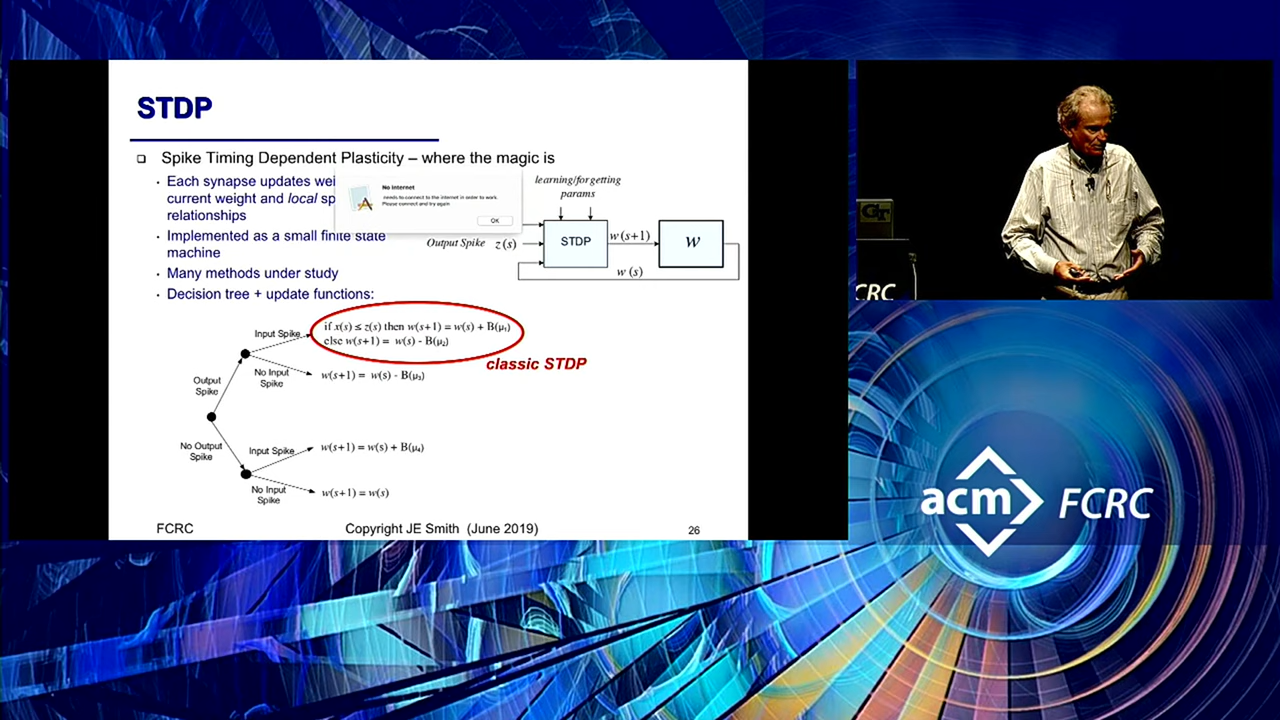 STDP
Spike Timing Dependent Plasticity – where the magic is
Each synapse updates wei
current weight and local sp
relationships
Implemented as a small finite state
machine
Many methods under study
Decision tree + update functions:
No Internet
needs to connect to the internet in order to work.
Please connect and try again.
OK
learning/forgetting
params
Output Spike z(s)
STDP
w(s+1)
w
w(s)
Input Spike
if x(s) ≤ z(s) then w(s+1) = w(s) + B(μ₁)
else w(s+1) = w(s) - B(μ₂)
classic STDP
No Input
Spike
w(s+1) = w(s) - B(μ₃)
Output
Spike
No Output
Spike
Input Spike
w(s+1) = w(s) + B(μ₄)
No Input
Spike
w(s+1) = w(s)
FCRC
Copyright JE Smith (June 2019)
26
GT
CRC
acm FCRC